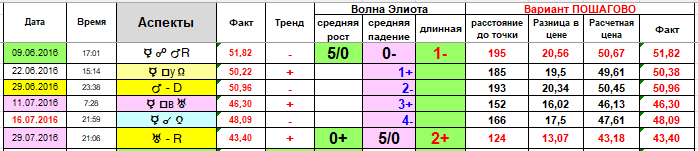 Дата Время Аспекты Факт Тренд Волна Элиота Вариант ПОШАГОВО
средняя рост средняя падение длинная расстояние до точки Разница в цене Расчетная цена Факт
09.06.2016 17:01 ☿ ☍ ♂R 51,82 - 5/0 0- 1- 195 20,56 50,67 51,82
22.06.2016 15:14 ☿ □у ☊ 50,22 + 1+ 185 19,5 49,61 50,38
29.06.2016 23:38 ♂ - D 50,96 - 2- 193 20,34 50,45 50,96
11.07.2016 7:28 ☿ □в ♅ 46,30 + 3+ 152 16,02 46,13 46,30
16.07.2016 21:59 ☿ ☌ ☊ 48,09 - 4- 166 17,5 47,61 48,09
29.07.2016 21:06 ♅ - R 43,40 + 0+ 5/0 2+ 124 13,07 43,18 43,40